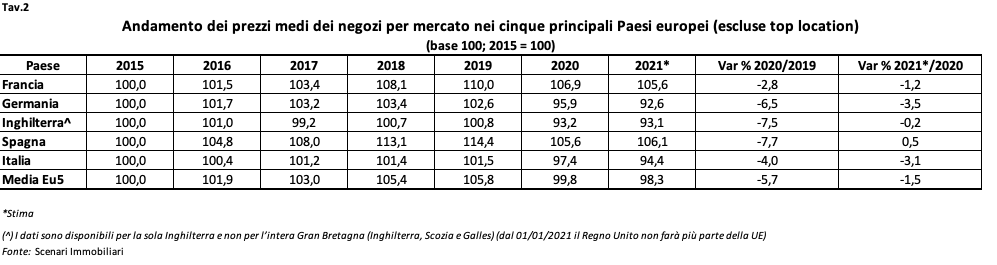 Tav.2
Andamento dei prezzi medi dei negozi per mercato nei cinque principali Paesi europei (escluse top location)
(base 100; 2015 = 100)
Paese 2015 2016 2017 2018 2019 2020 2021* Var % 2020/2019 Var % 2021*/2020
Francia 100,0 101,5 103,4 108,1 110,0 106,9 105,6 -2,8 -1,2
Germania 100,0 101,7 103,2 103,4 102,6 95,9 92,6 -6,5 -3,5
Inghilterra^ 100,0 101,0 99,2 100,7 100,8 93,2 93,1 -7,5 -0,2
Spagna 100,0 104,8 108,0 113,1 114,4 105,6 106,1 -7,7 0,5
Italia 100,0 100,4 101,2 101,4 101,5 97,4 94,4 -4,0 -3,1
Media Eu5 100,0 101,9 103,0 105,4 105,8 99,8 98,3 -5,7 -1,5
*Stima
(^) I dati sono disponibili per la sola Inghilterra e non per l'intera Gran Bretagna (Inghilterra, Scozia e Galles) (dal 01/01/2021 il Regno Unito non farà più parte della UE)
Fonte: Scenari Immobiliari